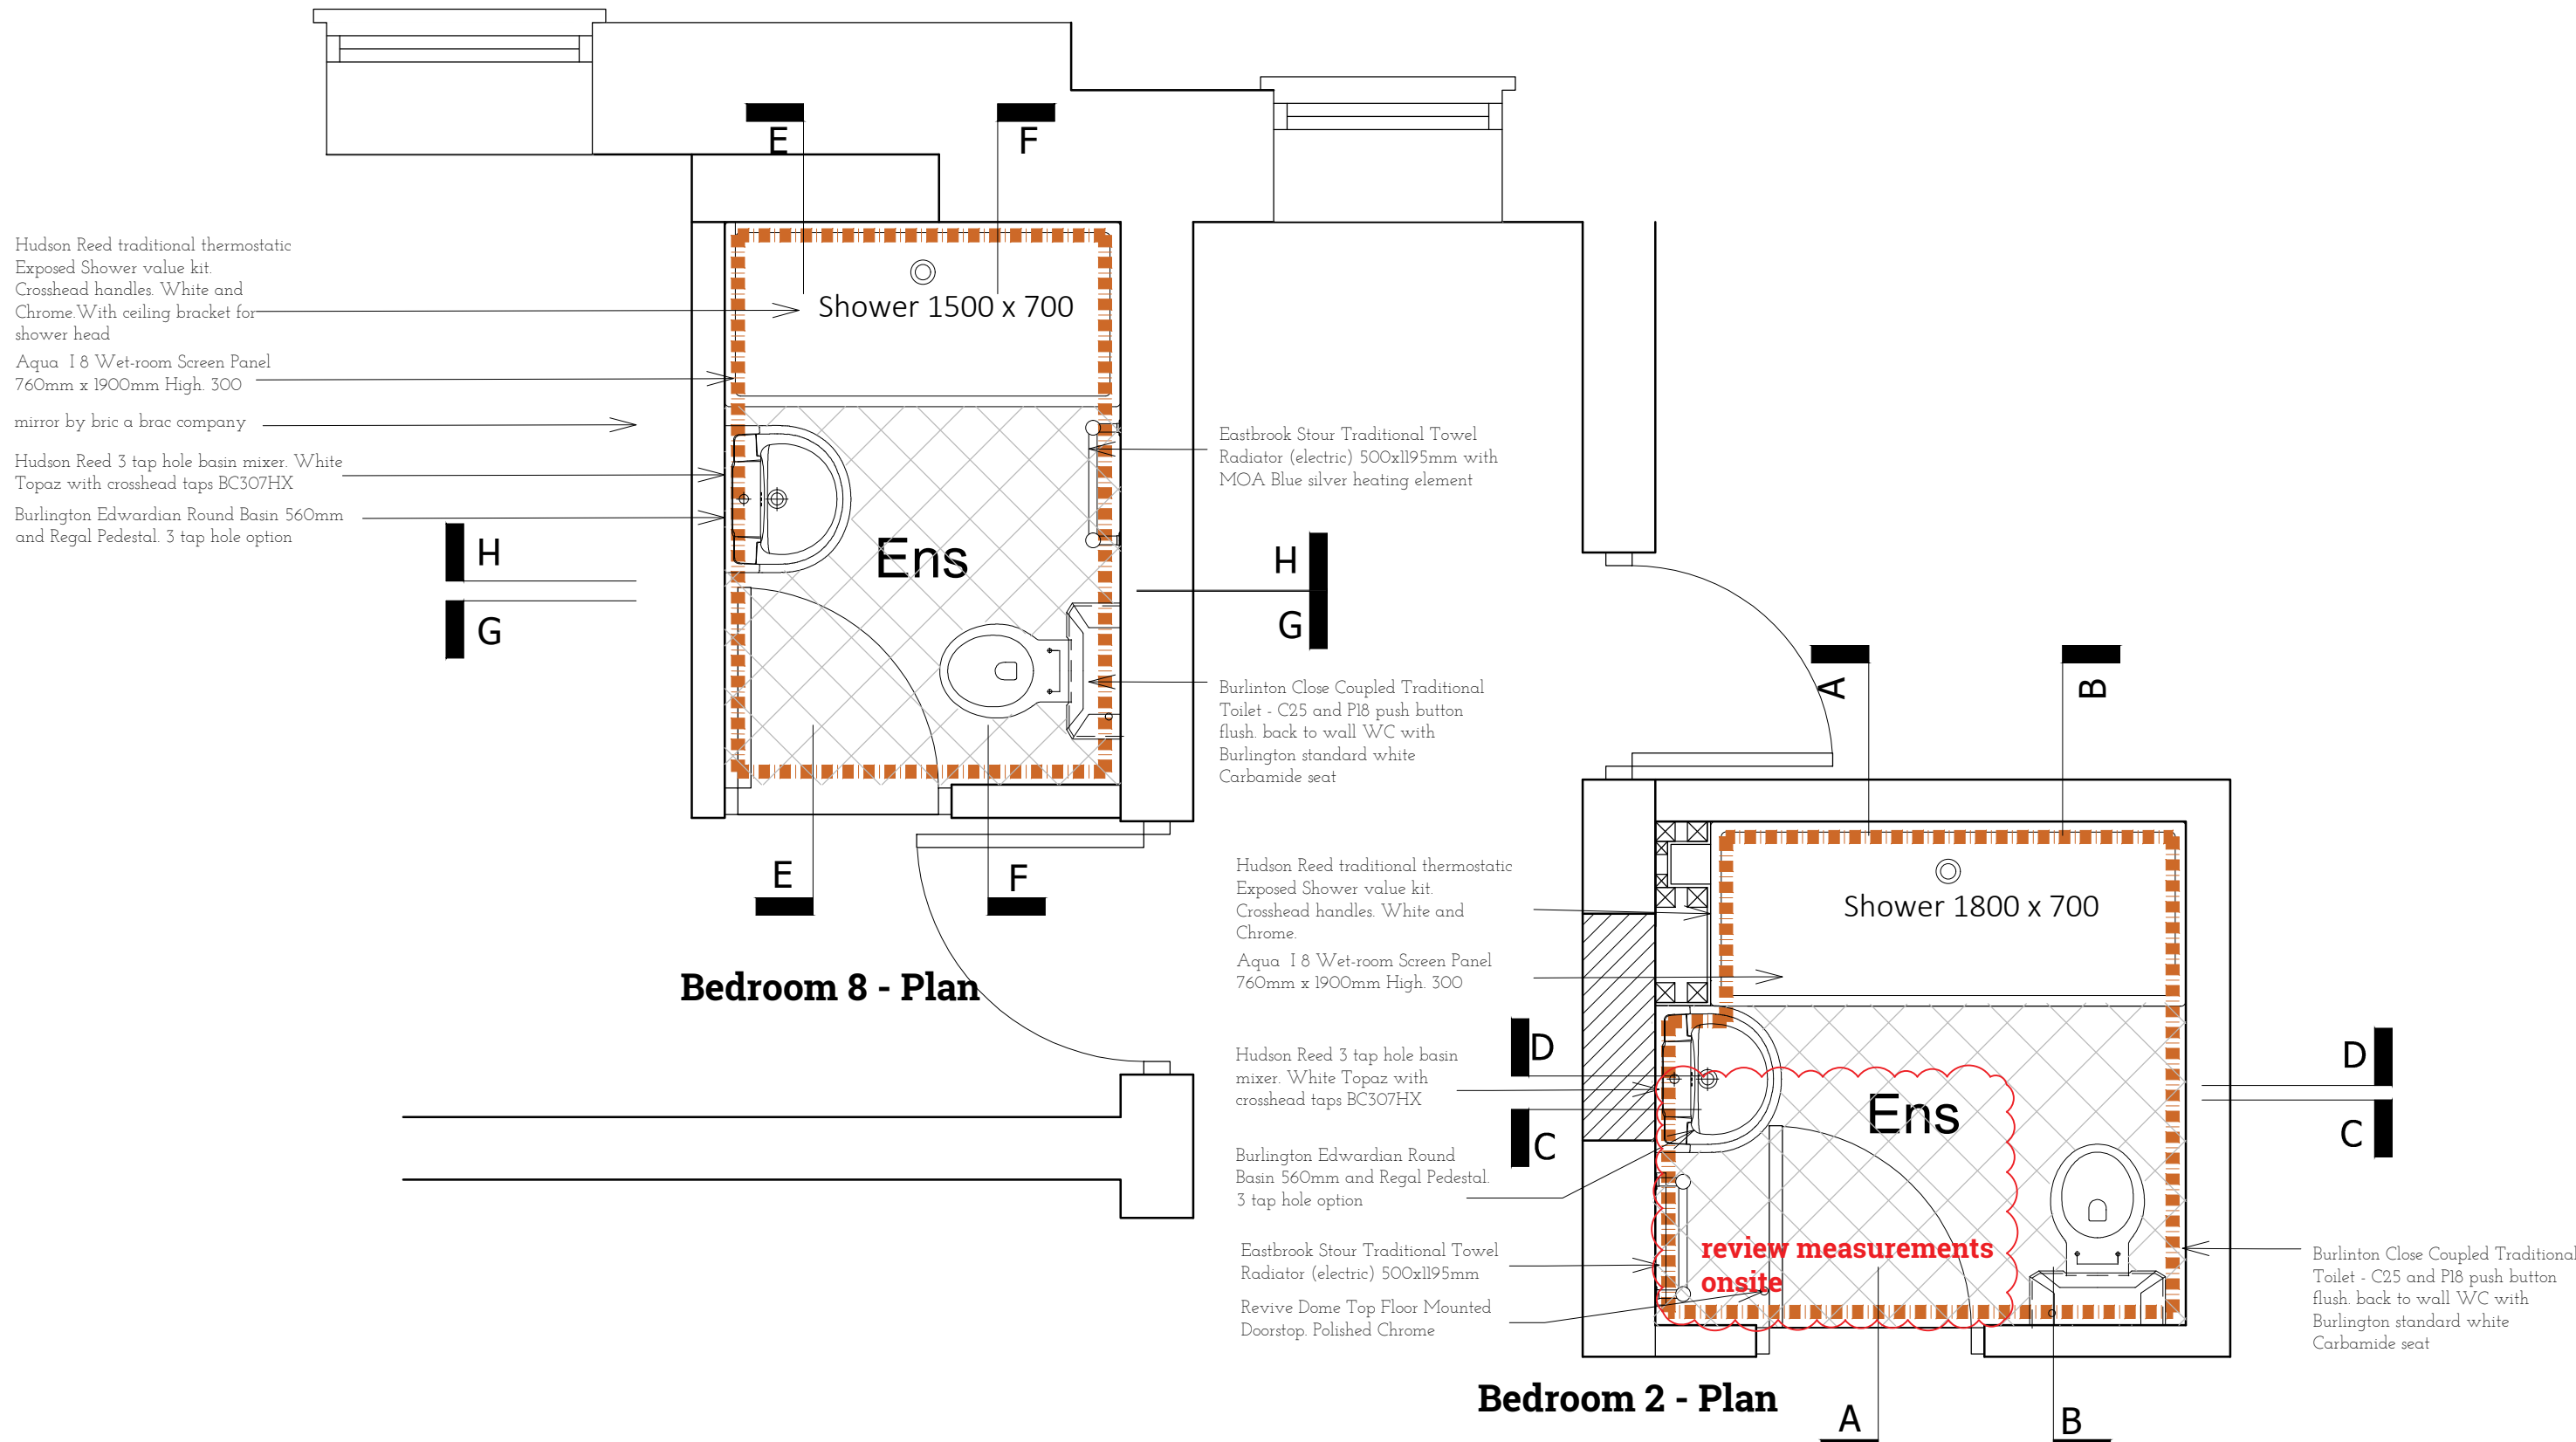 E
F
Hudson Reed traditional thermostatic
Exposed Shower value kit.
Crosshead handles. White and
Chrome.With ceiling bracket for
shower head
Aqua I 8 Wet-room Screen Panel
760mm x 1900mm High. 300
mirror by bric a brac company
Hudson Reed 3 tap hole basin mixer. White
Topaz with crosshead taps BC307HX
Burlington Edwardian Round Basin 560mm
and Regal Pedestal. 3 tap hole option
H
G
Shower 1500 x 700
Ens
Eastbrook Stour Traditional Towel
Radiator (electric) 500x1195mm with
MOA Blue silver heating element
H
G
Burlinton Close Coupled Traditional
Toilet - C25 and P18 push button
flush. back to wall WC with
Burlington standard white
Carbamide seat
E
F
Bedroom 8 - Plan
A
B
Hudson Reed traditional thermostatic
Exposed Shower value kit.
Crosshead handles. White and
Chrome.
Aqua I 8 Wet-room Screen Panel
760mm x 1900mm High. 300
Shower 1800 x 700
D
C
Hudson Reed 3 tap hole basin
mixer. White Topaz with
crosshead taps BC307HX
Burlington Edwardian Round
Basin 560mm and Regal Pedestal.
3 tap hole option
Eastbrook Stour Traditional Towel
Radiator (electric) 500x1195mm
Revive Dome Top Floor Mounted
Doorstop. Polished Chrome
Ens
review measurements
onsite
D
C
Burlinton Close Coupled Traditional
Toilet - C25 and P18 push button
flush. back to wall WC with
Burlington standard white
Carbamide seat
Bedroom 2 - Plan
A
B